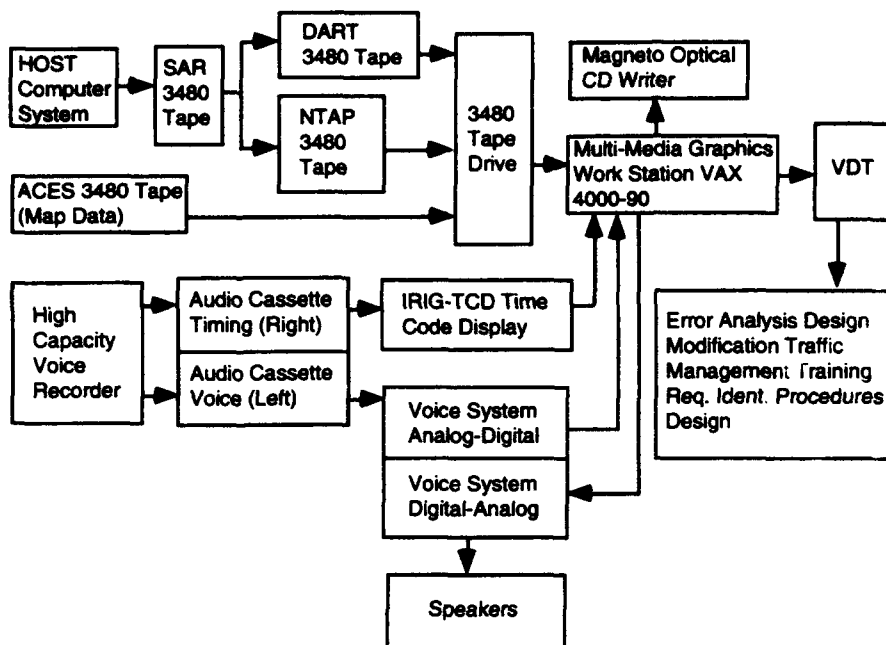 HOST
Computer
System
SAR
3480
Tape
DART
3480 Tape
NTAP
3480
Tape
3480
Tape
Drive
Magneto Optical
CD Writer
Multi-Media Graphics
Work Station VAX
4000-90
VDT
ACES 3480 Tape
(Map Data)
High
Capacity
Voice
Recorder
Audio Cassette
Timing (Right)
Audio Cassette
Voice (Left)
IRIG-TCD Time
Code Display
Voice System
Analog-Digital
Voice System
Digital-Analog
Speakers
Error Analysis Design
Modification Traffic
Management Training
Req. Ident. Procedures
Design